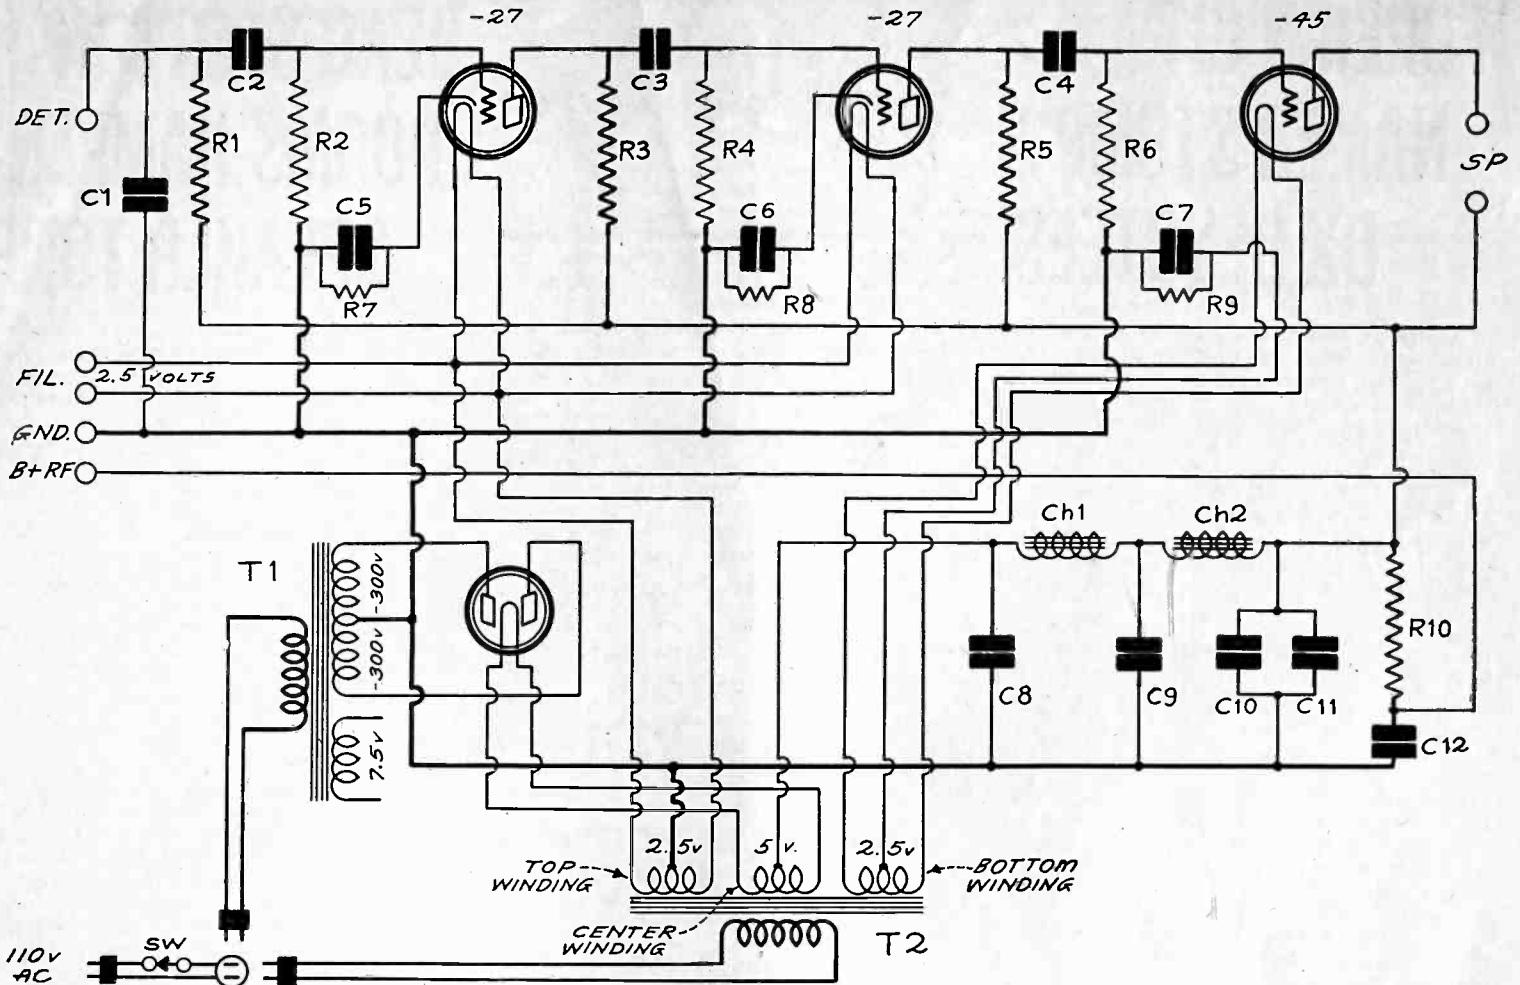 -27
-27
-45
DET.
C2
C3
C4
C1
R1
R2
R3
R4
R5
R6
SP
C5
C6
C7
R7
R8
R9
FIL.
2.5 VOLTS
GND.
B+RF
T1
-300v
-300v
7.5v
Ch1
Ch2
R10
C8
C9
C10
C11
C12
2.5v
5v.
2.5v
TOP
WINDING
BOTTOM
WINDING
CENTER
WINDING
T2
110v
AC
SW